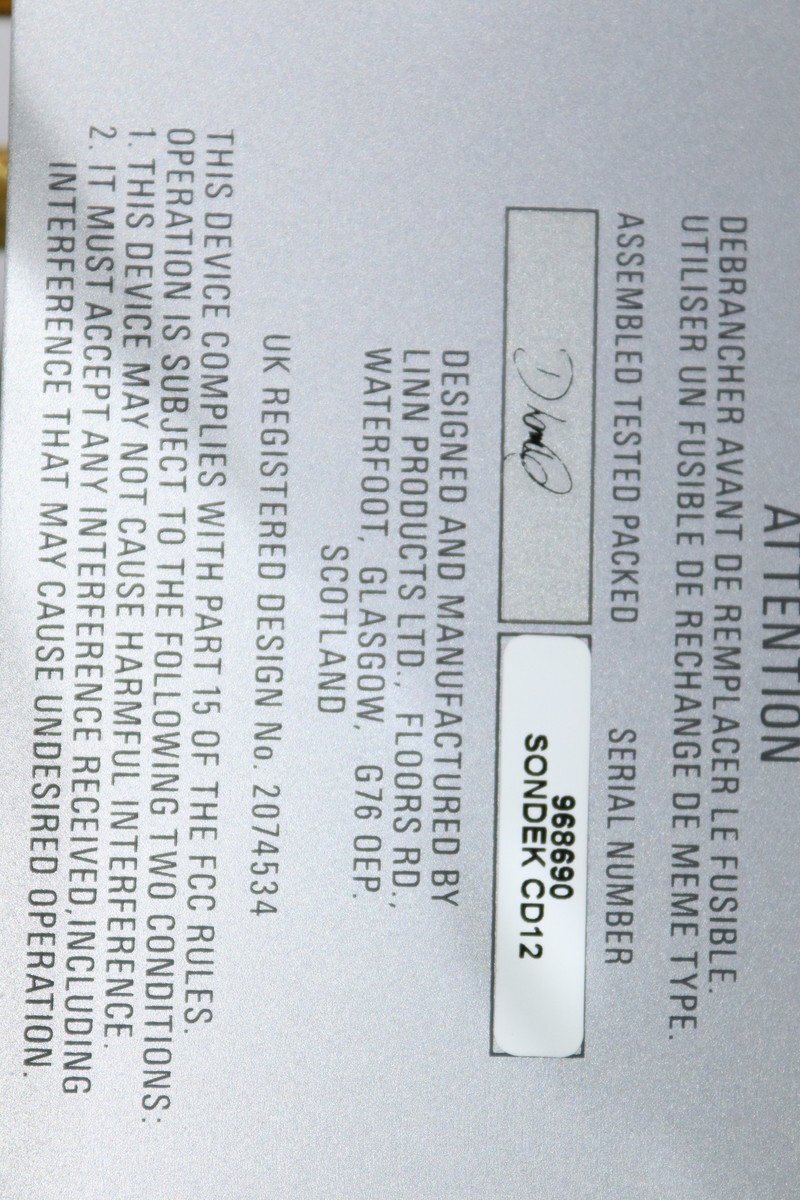 ATTENTION
DEBRANCHER AVANT DE REMPLACER LE FUSIBLE.
UTILISER UN FUSIBLE DE RECHANGE DE MEME TYPE.
ASSEMBLED TESTED PACKED
SERIAL NUMBER
968690
SONDEK CD12
DESIGNED AND MANUFACTURED BY
LINN PRODUCTS LTD., FLOORS RD.,
WATERFOOT, GLASGOW, G76 0EP.
SCOTLAND
UK REGISTERED DESIGN No. 2074534
THIS DEVICE COMPLIES WITH PART 15 OF THE FCC RULES.
OPERATION IS SUBJECT TO THE FOLLOWING TWO CONDITIONS:
1. THIS DEVICE MAY NOT CAUSE HARMFUL INTERFERENCE.
2. IT MUST ACCEPT ANY INTERFERENCE RECEIVED,INCLUDING
INTERFERENCE THAT MAY CAUSE UNDESIRED OPERATION.